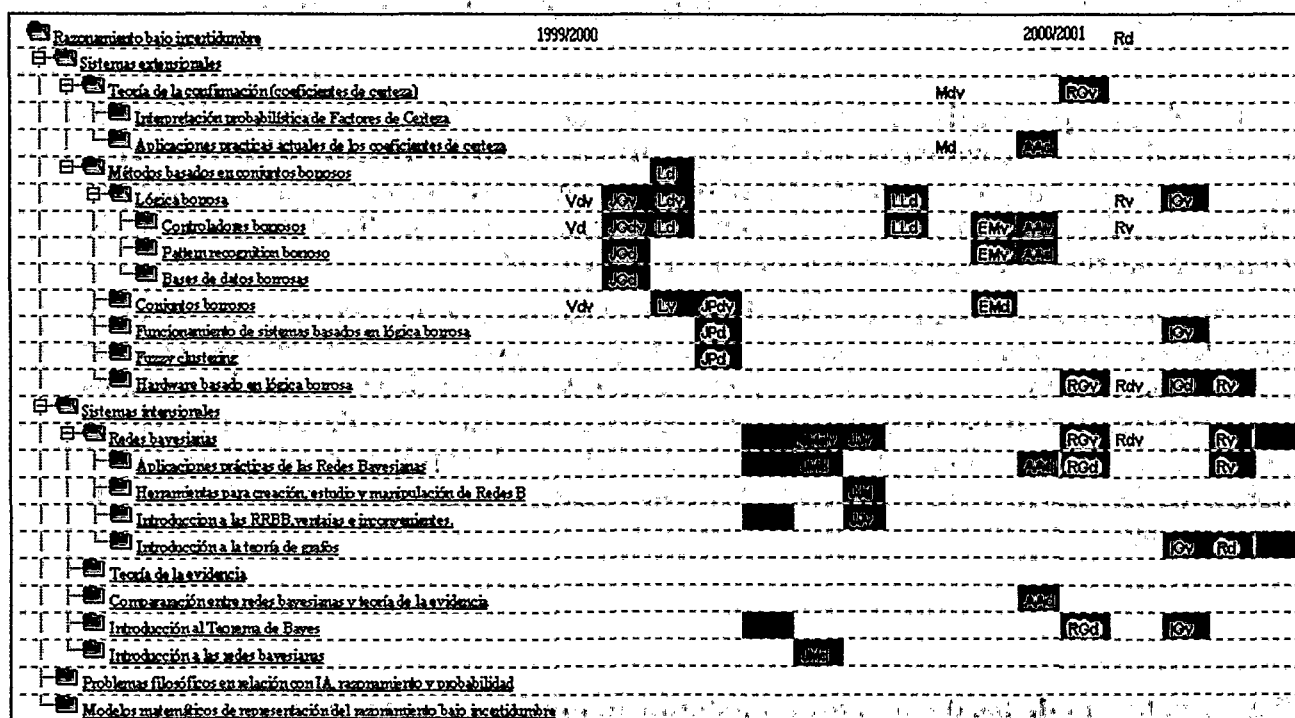 Razonamiento bajo incertidumbre 1999/2000 2000/2001 Rd
Sistemas extensionales
Teoría de la confirmación (coeficientes de certeza) Mdv RGv
Interpretación probabilística de Factores de Certeza
Aplicaciones practicas actuales de los coeficientes de certeza Md AAd
Métodos basados en conjuntos borrosos Ld
Lógica borrosa Vdv JGv Ldv LLd Rv IGv
Controladores borrosos Vd JGdv Ld LLd EMv Rv
Pattern recognition borroso JGd EMv AAd
Bases de datos borrosas JGd
Conjuntos borrosos Vdv Lv JPdv EMd
Funcionamiento de sistemas basados en lógica borrosa JPd IGv
Fuzzy clustering JPd
Hardware basado en lógica borrosa RGv Rdv IGd Rv
Sistemas intensionales
Redes bayesianas RGv Rdv Rv
Aplicaciones prácticas de las Redes Bayesianas JMd AAd RGd Rv
Herramientas para creación, estudio y manipulación de Redes B
Introduccion a las RRBB, ventajas e inconvenientes.
Introducción a la teoría de grafos IGv Rd
Teoría de la evidencia
Comparanación entre redes bayesianas y teoría de la evidencia AAd
Introducción al Teorema de Bayes RGd IGv
Introducción a las redes bayesianas JMd
Problemas filosóficos en relación con IA, razonamiento y probabilidad
Modelos matemáticos de representación del razonamiento bajo incertidumbre